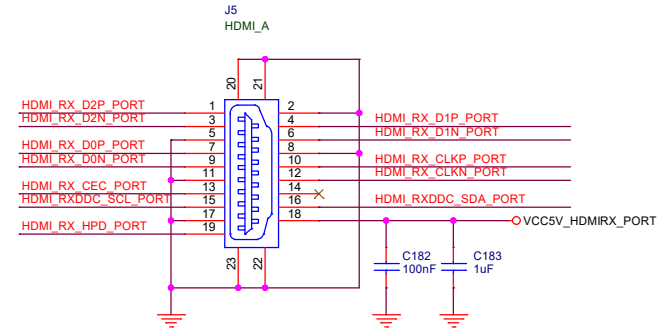 J5
HDMI_A
20 21
HDMI_RX_D2P_PORT 1 2
HDMI_RX_D2N_PORT 3 4 HDMI_RX_D1P_PORT
5 6 HDMI_RX_D1N_PORT
HDMI_RX_D0P_PORT 7 8
HDMI_RX_D0N_PORT 9 10 HDMI_RX_CLKP_PORT
11 12 HDMI_RX_CLKN_PORT
HDMI_RX_CEC_PORT 13 14
HDMI_RXDDC_SCL_PORT 15 16 HDMI_RXDDC_SDA_PORT
17 18 VCC5V_HDMIRX_PORT
HDMI_RX_HPD_PORT 19
23 22
C182 C183
100nF 1uF